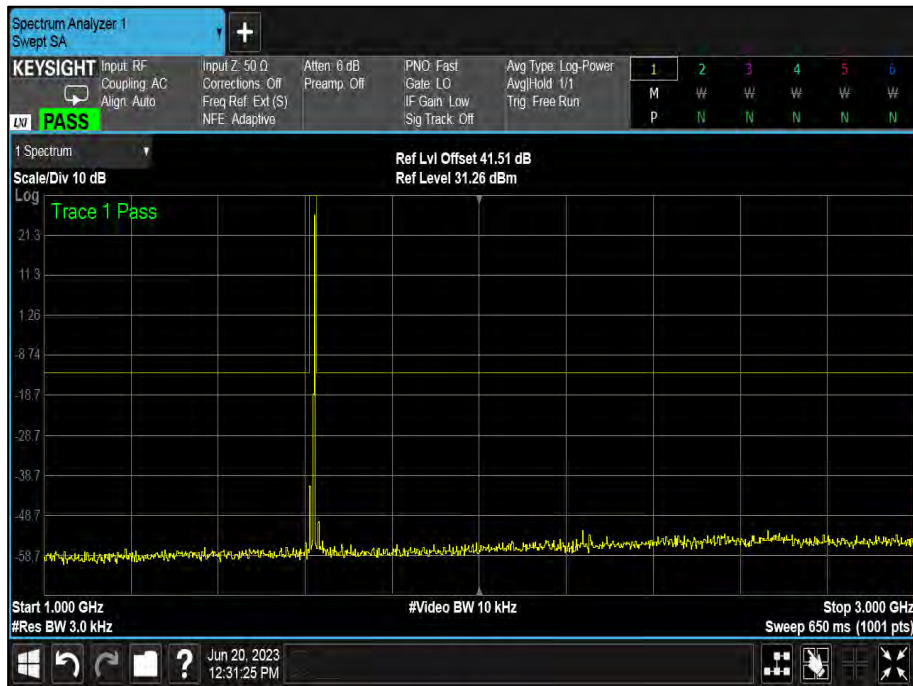 Spectrum Analyzer 1
Swept SA
+
KEYSIGHT
Input: RF
Coupling: AC
Align: Auto
Input Z: 50 Ω
Corrections: Off
Freq Ref: Ext (S)
NFE: Adaptive
Atten: 6 dB
Preamp: Off
PNO: Fast
Gate: LO
IF Gain: Low
Sig Track: Off
Avg Type: Log-Power
Avg|Hold: 1/1
Trig: Free Run
1 2 3 4 5 6
M W W W W W
P N N N N N
LXI PASS
1 Spectrum
Scale/Div 10 dB
Ref Lvl Offset 41.51 dB
Ref Level 31.26 dBm
Log
Trace 1 Pass
21.3
11.3
1.26
-8.74
-18.7
-28.7
-38.7
-48.7
-58.7
Start 1.000 GHz
#Video BW 10 kHz
Stop 3.000 GHz
#Res BW 3.0 kHz
Sweep 650 ms (1001 pts)
?
Jun 20, 2023
12:31:25 PM